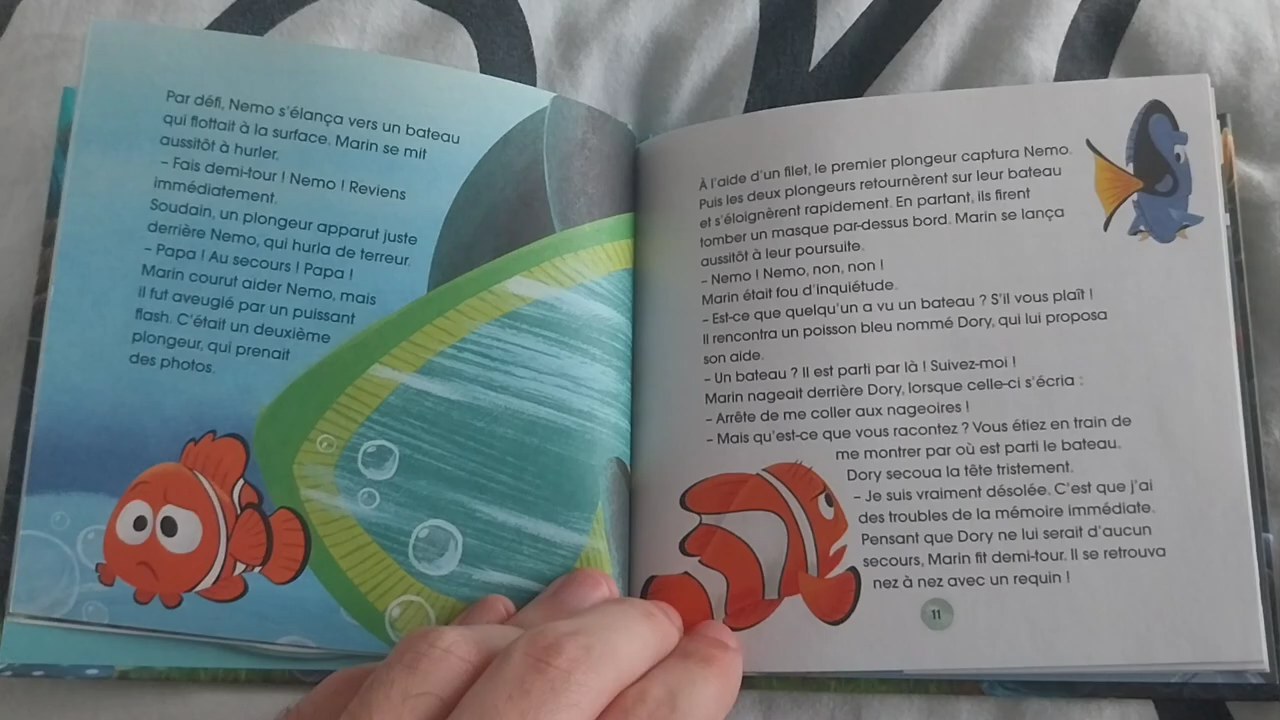 Par défi, Nemo s'élança vers un bateau
qui flottait à la surface. Marin se mit
aussitôt à hurler.
– Fais demi-tour ! Nemo ! Reviens
immédiatement.
Soudain, un plongeur apparut juste
derrière Nemo, qui hurla de terreur.
– Papa ! Au secours ! Papa !
Marin courut aider Nemo, mais
il fut aveuglé par un puissant
flash. C'était un deuxième
plongeur, qui prenait
des photos.
À l'aide d'un filet, le premier plongeur captura Nemo.
Puis les deux plongeurs retournèrent sur leur bateau
et s'éloignèrent rapidement. En partant, ils firent
tomber un masque par-dessus bord. Marin se lança
aussitôt à leur poursuite.
– Nemo ! Nemo, non, non !
Marin était fou d'inquiétude.
– Est-ce que quelqu'un a vu un bateau ? S'il vous plaît !
Il rencontra un poisson bleu nommé Dory, qui lui proposa
son aide.
– Un bateau ? Il est parti par là ! Suivez-moi !
Marin nageait derrière Dory, lorsque celle-ci s'écria :
– Arrête de me coller aux nageoires !
– Mais qu'est-ce que vous racontez ? Vous étiez en train de
me montrer par où est parti le bateau.
Dory secoua la tête tristement.
– Je suis vraiment désolée. C'est que j'ai
des troubles de la mémoire immédiate.
Pensant que Dory ne lui serait d'aucun
secours, Marin fit demi-tour. Il se retrouva
nez à nez avec un requin !
11